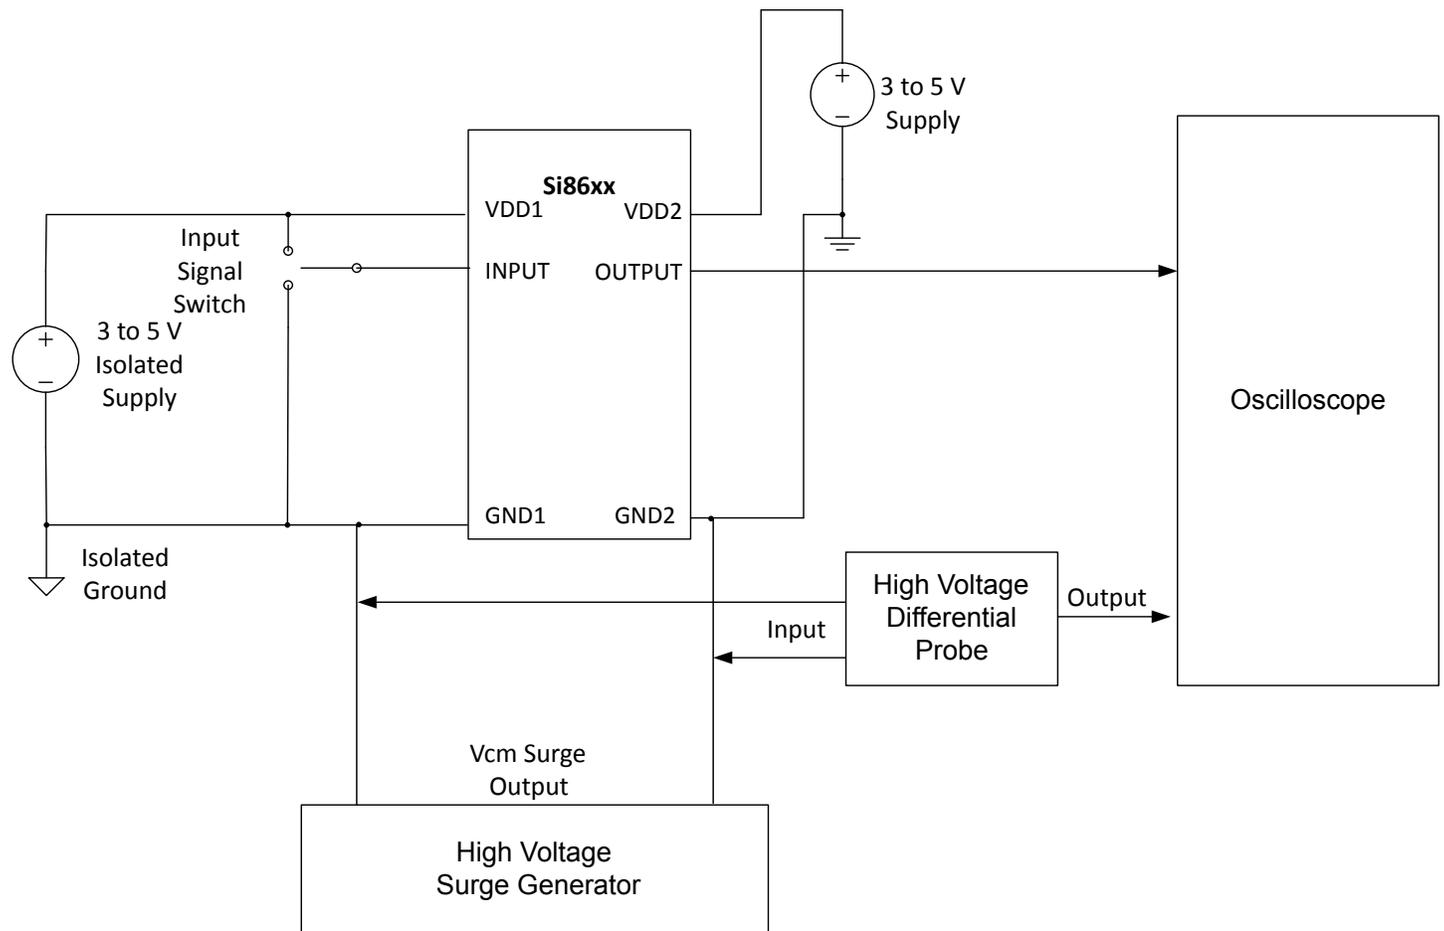 3 to 5 V
Supply
Si86xx
VDD1
VDD2
Input
Signal
Switch
INPUT
OUTPUT
3 to 5 V
Isolated
Supply
+
−
+
−
Oscilloscope
GND1
GND2
Isolated
Ground
High Voltage
Differential
Probe
Output
Input
Vcm Surge
Output
High Voltage
Surge Generator